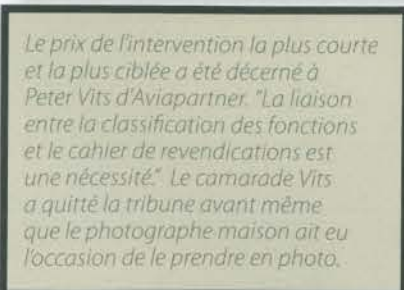 Le prix de l'intervention la plus courte
et la plus ciblée a été décerné à
Peter Vits d'Aviapartner. "La liaison
entre la classification des fonctions
et le cahier de revendications est
une nécessité." Le camarade Vits
a quitté la tribune avant même
que le photographe maison ait eu
l'occasion de le prendre en photo.